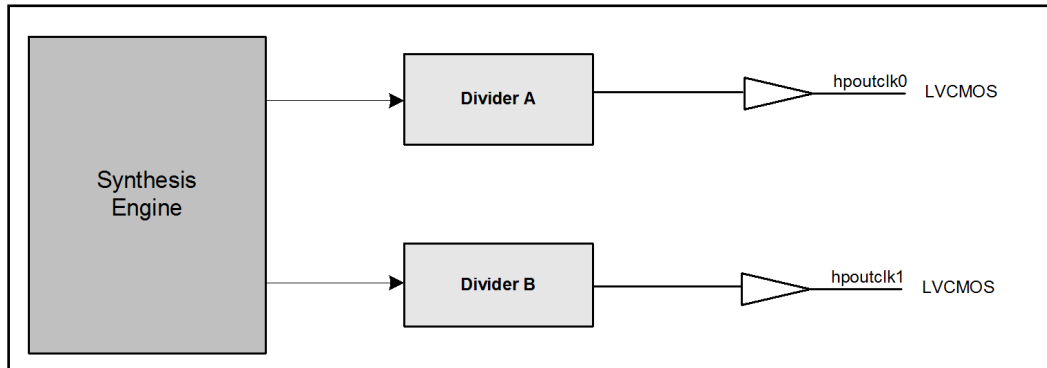 Synthesis
Engine
Divider A
hpoutclk0
LVCMOS
Divider B
hpoutclk1
LVCMOS